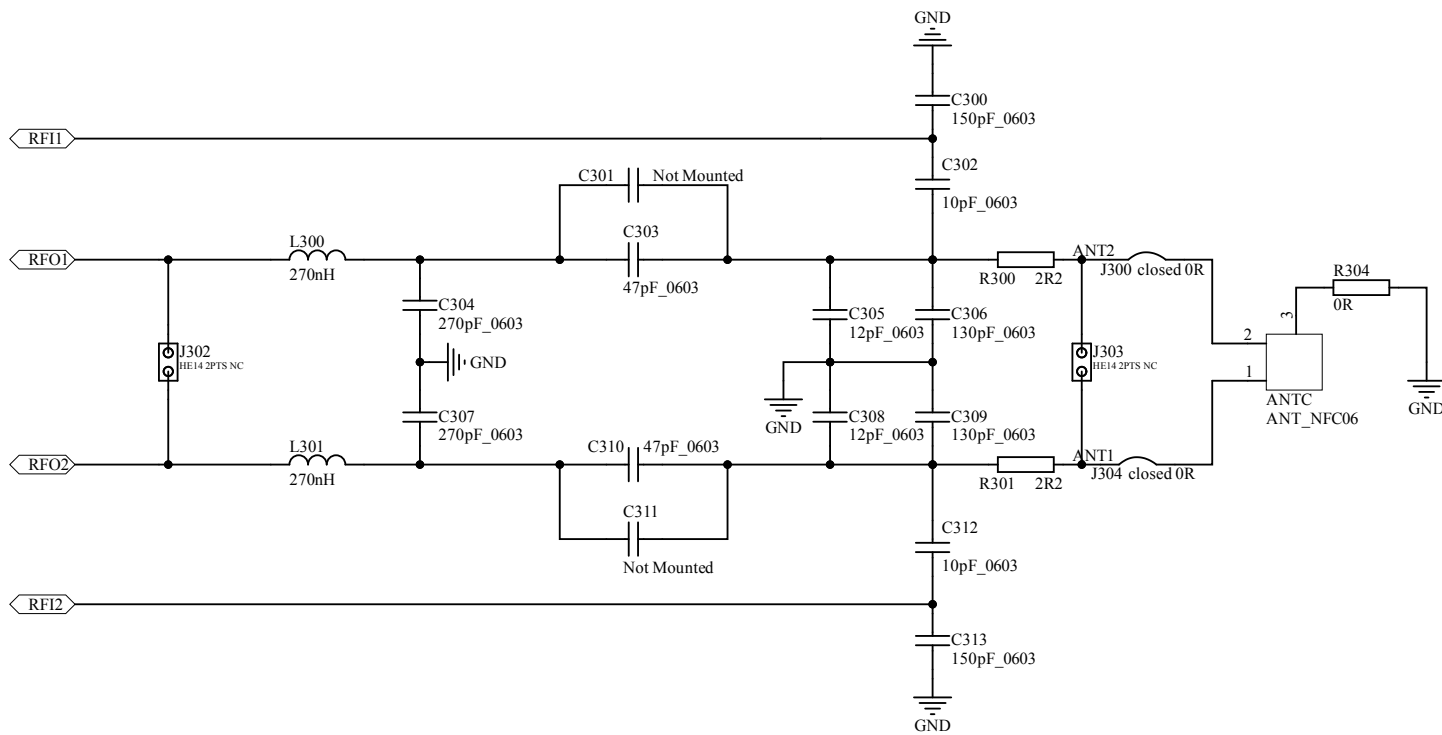 GND
C300
150pF_0603
RFI1
C302
10pF_0603
C301
Not Mounted
RFO1
L300
270nH
C303
47pF_0603
R300
2R2
ANT2
J300 closed 0R
R304
0R
C304
270pF_0603
C305
12pF_0603
C306
130pF_0603
3
J302
HE14 2PTS NC
GND
J303
HE14 2PTS NC
2
1
ANTC
ANT_NFC06
GND
C307
270pF_0603
GND
C308
12pF_0603
C309
130pF_0603
RFO2
L301
270nH
C310
47pF_0603
R301
2R2
ANT1
J304 closed 0R
C311
Not Mounted
C312
10pF_0603
RFI2
C313
150pF_0603
GND